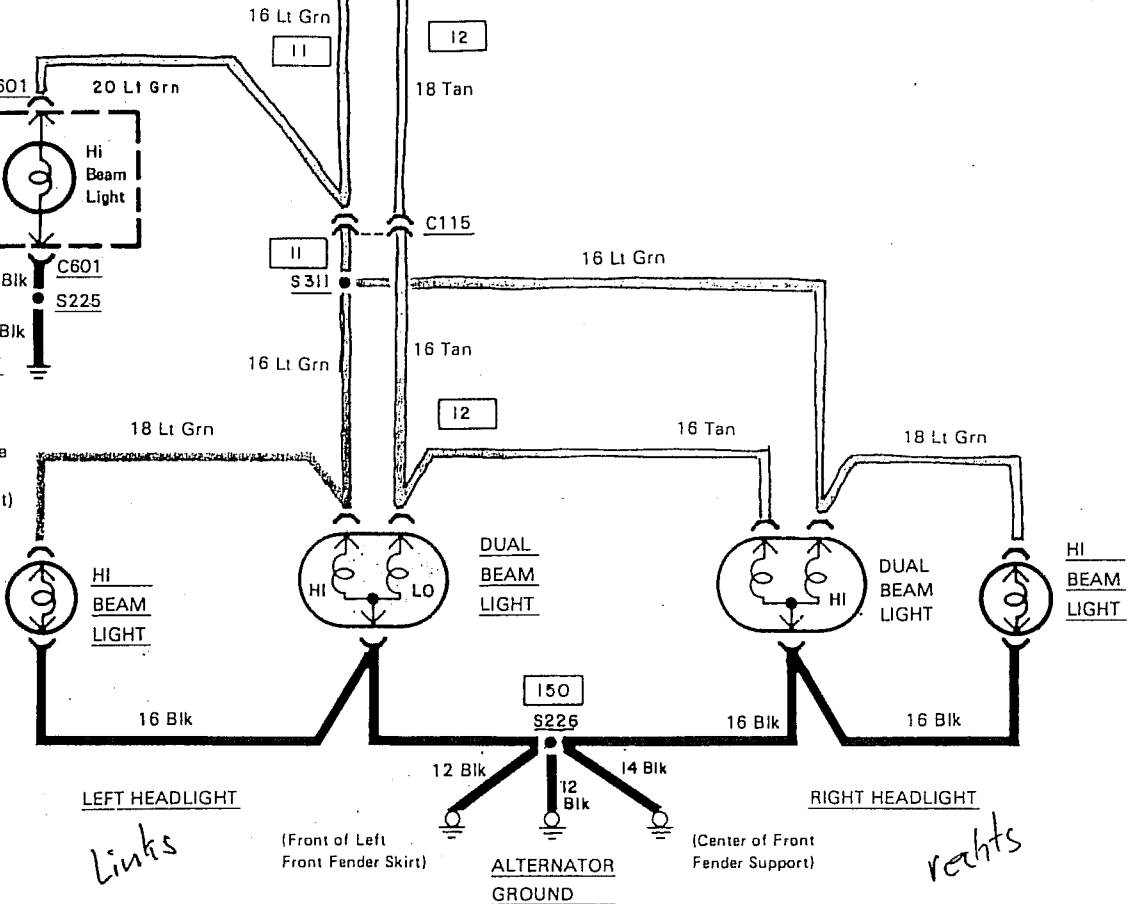 16 Lt Grn
11
12
601
20 Lt Grn
18 Tan
Hi
Beam
Light
C115
11
16 Lt Grn
C601
Blk
S311
S225
Blk
16 Lt Grn
16 Tan
12
18 Lt Grn
16 Tan
18 Lt Grn
t)
HI
BEAM
LIGHT
HI
LO
DUAL
BEAM
LIGHT
HI
DUAL
BEAM
LIGHT
HI
BEAM
LIGHT
150
S226
16 Blk
16 Blk
16 Blk
12 Blk
12
Blk
14 Blk
LEFT HEADLIGHT
RIGHT HEADLIGHT
Links
rechts
(Front of Left
Front Fender Skirt)
(Center of Front
Fender Support)
ALTERNATOR
GROUND